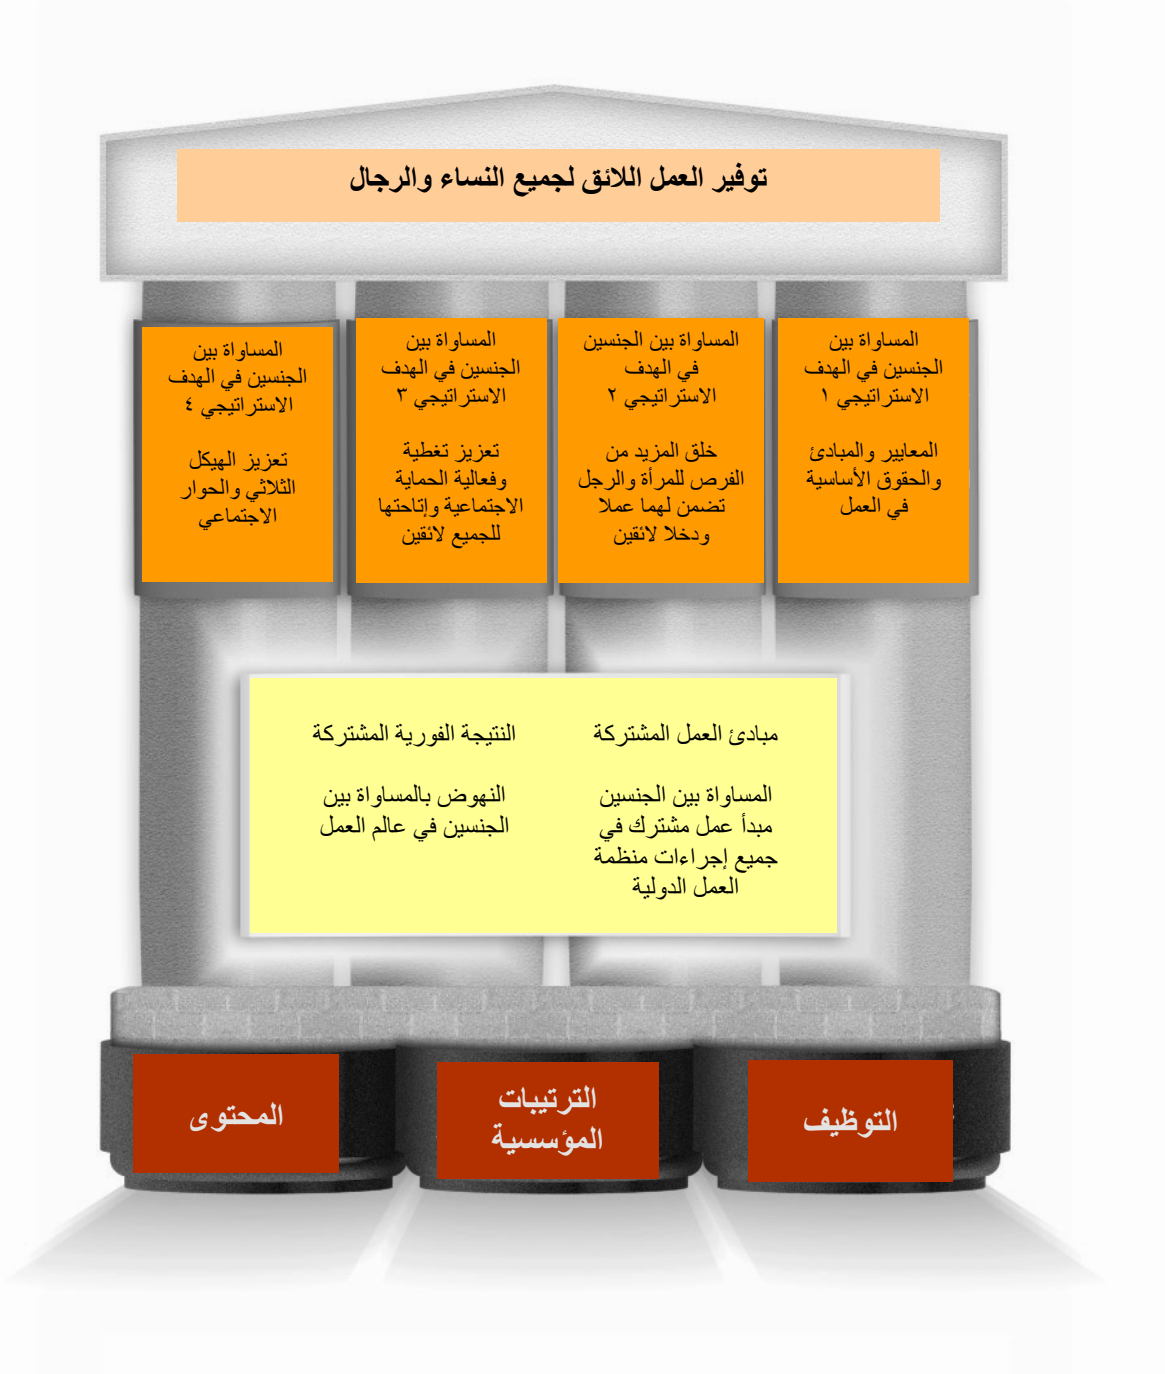 توفير العمل اللائق لجميع النساء والرجال
المساواة بين
الجنسين في الهدف
الاستراتيجي ١
المعايير والمبادئ
والحقوق الأساسية
في العمل
المساواة بين الجنسين
في الهدف
الاستراتيجي ٢
خلق المزيد من
الفرص للمرأة والرجل
تضمن لهما عملا
ودخلا لائقين
المساواة بين
الجنسين في الهدف
الاستراتيجي ٣
تعزيز تغطية
وفعالية الحماية
الاجتماعية وإتاحتها
للجميع لائقين
المساواة بين
الجنسين في الهدف
الاستراتيجي ٤
تعزيز الهيكل
الثلاثي والحوار
الاجتماعي
مبادئ العمل المشتركة
المساواة بين الجنسين
مبدأ عمل مشترك في
جميع إجراءات منظمة
العمل الدولية
النتيجة الفورية المشتركة
النهوض بالمساواة بين
الجنسين في عالم العمل
التوظيف
الترتيبات
المؤسسية
المحتوى